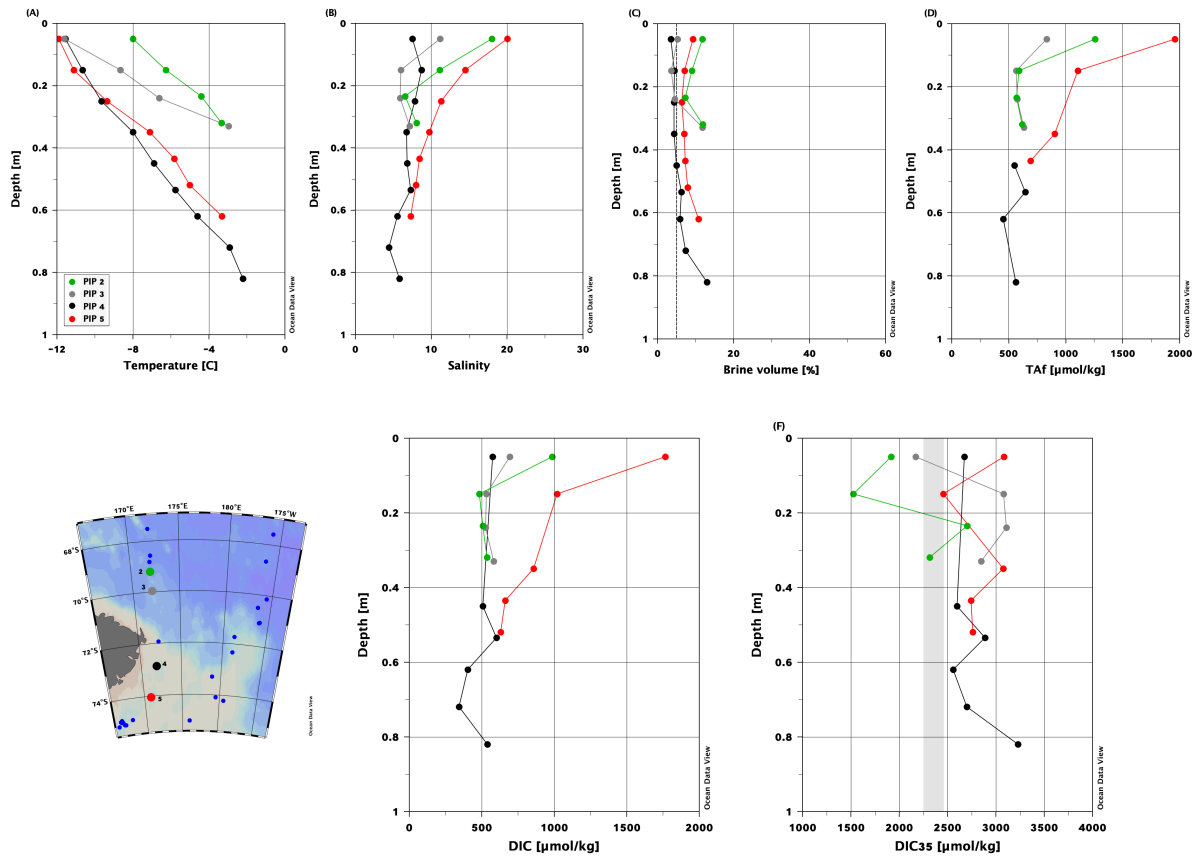 (A)
0
0.2
0.4
0.6
0.8
1
Depth [m]
-12
-8
-4
0
Temperature [C]
PIP 2
PIP 3
PIP 4
PIP 5
Ocean Data View
(B)
0
0.2
0.4
0.6
0.8
1
Depth [m]
0
10
20
30
Salinity
Ocean Data View
(C)
0
0.2
0.4
0.6
0.8
1
Depth [m]
0
20
40
60
Brine volume [%]
Ocean Data View
(D)
0
0.2
0.4
0.6
0.8
1
Depth [m]
0
500
1000
1500
2000
TAf [µmol/kg]
Ocean Data View
170°E
175°E
180°E
175°W
68°S
70°S
72°S
74°S
2
3
4
5
Ocean Data View
0
0.2
0.4
0.6
0.8
1
Depth [m]
0
500
1000
1500
2000
DIC [µmol/kg]
Ocean Data View
(F)
0
0.2
0.4
0.6
0.8
1
Depth [m]
1000
1500
2000
2500
3000
3500
4000
DIC35 [µmol/kg]
Ocean Data View